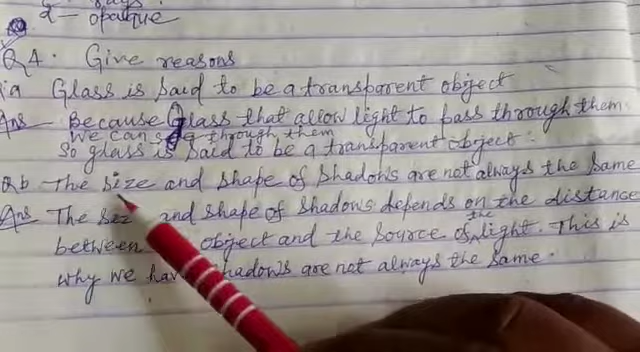 d - opaque
Q4. Give reasons
a Glass is said to be a transparent object
Ans Because Glass that allow light to pass through them.
We can through them
So glass is said to be a transparent object.
Qb The size and shape of shadows are not always the same
Ans The and shape of shadows depends on the distance
between object and the source of the light. This is
why we have shadows are not always the same.